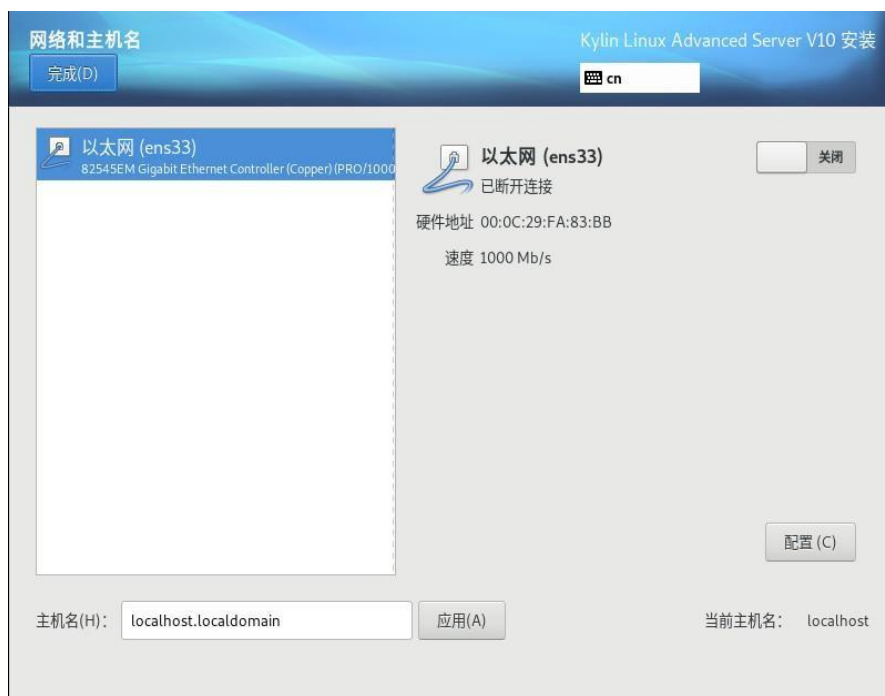 网络和主机名
Kylin Linux Advanced Server V10 安装
完成(D)
cn
以太网 (ens33)
82545EM Gigabit Ethernet Controller (Copper) (PRO/1000
以太网 (ens33)
关闭
已断开连接
硬件地址 00:0C:29:FA:83:BB
速度 1000 Mb/s
配置 (C)
主机名(H)： localhost.localdomain 应用(A) 当前主机名： localhost